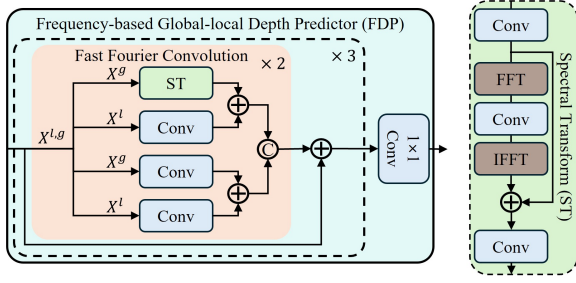 Frequency-based Global-local Depth Predictor (FDP)
Fast Fourier Convolution
× 2
× 3
X^g
ST
X^l
Conv
X^{l,g}
C
X^g
Conv
X^l
Conv
1×1
Conv
Conv
FFT
Conv
IFFT
Conv
Spectral Transform (ST)